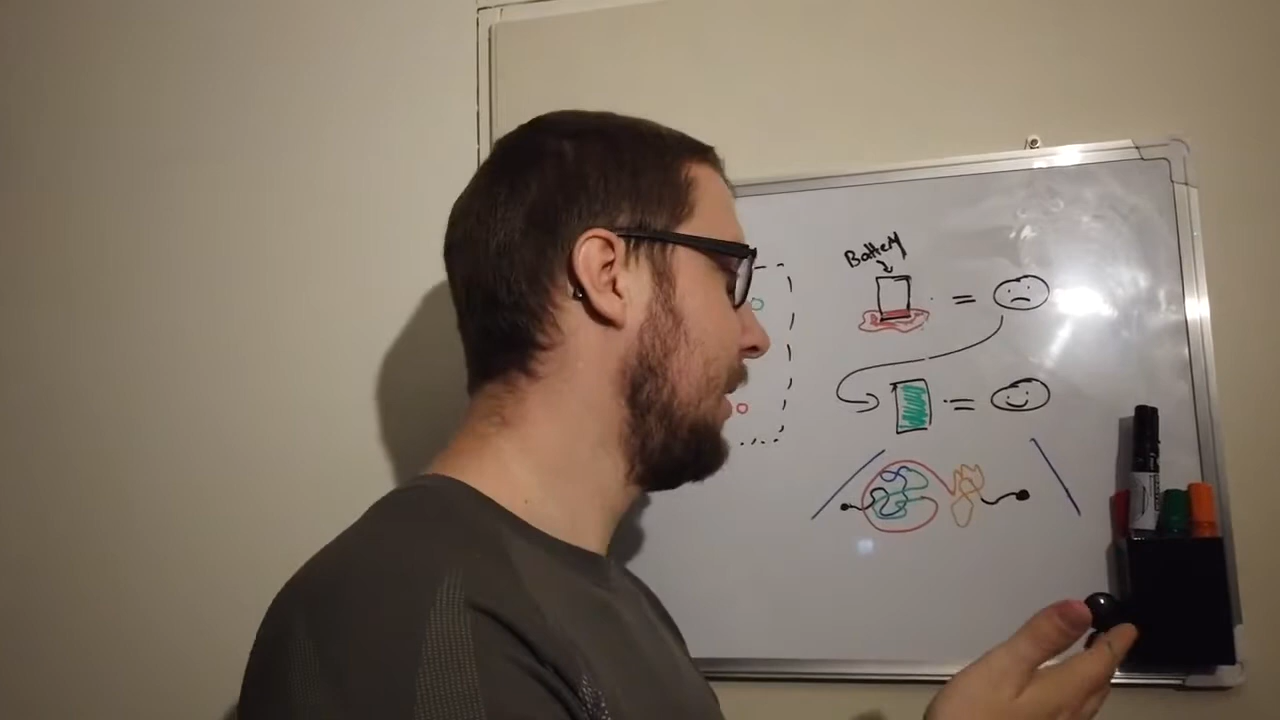 Battery
=
=